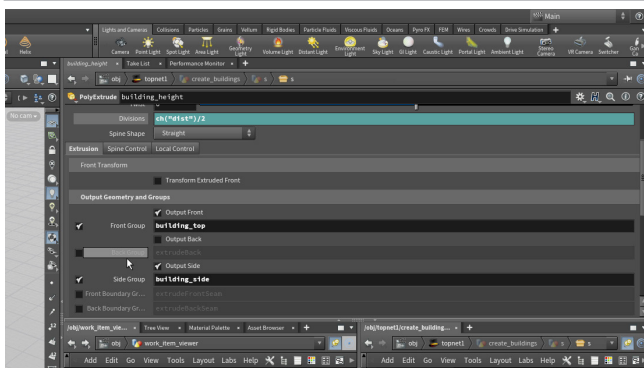 Main
Lights and Cameras Collisions Particles Grains Vellum Rigid Bodies Particle Fluids Viscous Fluids Oceans Pyro FX FEM Wires Crowds Drive Simulation +
Helix Camera Point Light Spot Light Area Light Geometry Light Volume Light Distant Light Environment Light Sky Light GI Light Caustic Light Portal Light Ambient Light Stereo Camera VR Camera Switcher
building_height × Take List × Performance Monitor × +
obj topnet1 create_buildings s s
PolyExtrude building_height
No cam
Divisions ch("dist")/2
Spine Shape Straight
Extrusion Spine Control Local Control
Front Transform
Transform Extruded Front
Output Geometry and Groups
Output Front
Front Group building_top
Output Back
Back Group extrudeBack
Output Side
Side Group building_side
Front Boundary Gr... extrudeFrontSeam
Back Boundary Gr... extrudeBackSeam
/obj/work_item_vie... × Tree View × Material Palette × Asset Browser × +
/obj/topnet1/create_building... × +
obj work_item_viewer
obj topnet1 create_buildings s s
Add Edit Go View Tools Layout Labs Help
Add Edit Go View Tools Layout Labs Help